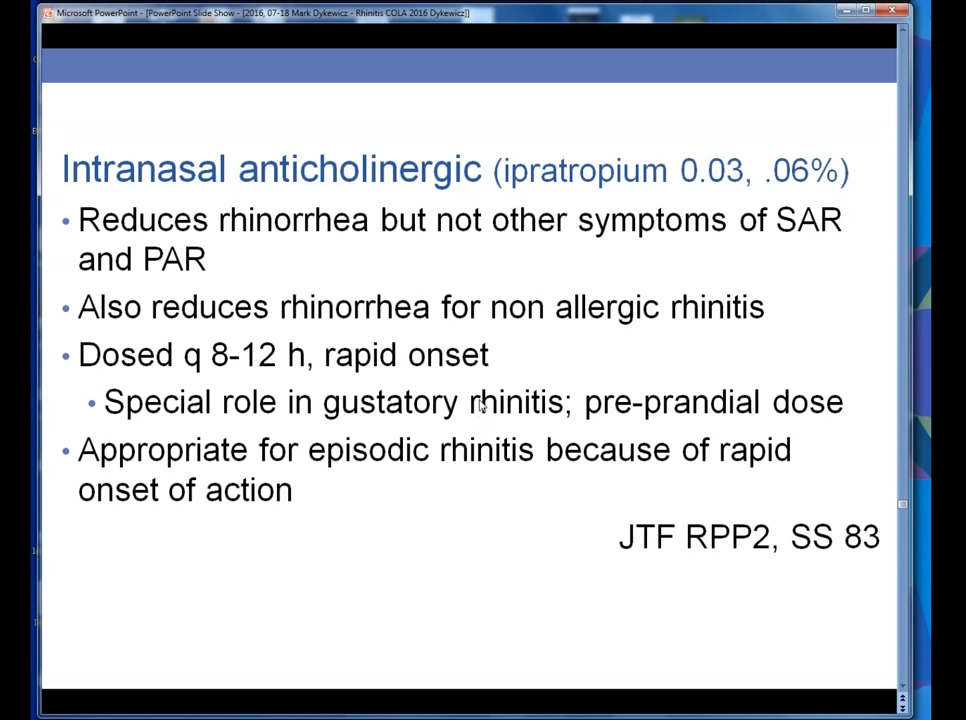 Microsoft PowerPoint - [PowerPoint Slide Show - [2016, 07-18 Mark Dykewicz - Rhinitis COLA 2016 Dykewicz]]
Intranasal anticholinergic (ipratropium 0.03, .06%)
• Reduces rhinorrhea but not other symptoms of SAR
and PAR
• Also reduces rhinorrhea for non allergic rhinitis
• Dosed q 8-12 h, rapid onset
• Special role in gustatory rhinitis; pre-prandial dose
• Appropriate for episodic rhinitis because of rapid
onset of action
JTF RPP2, SS 83